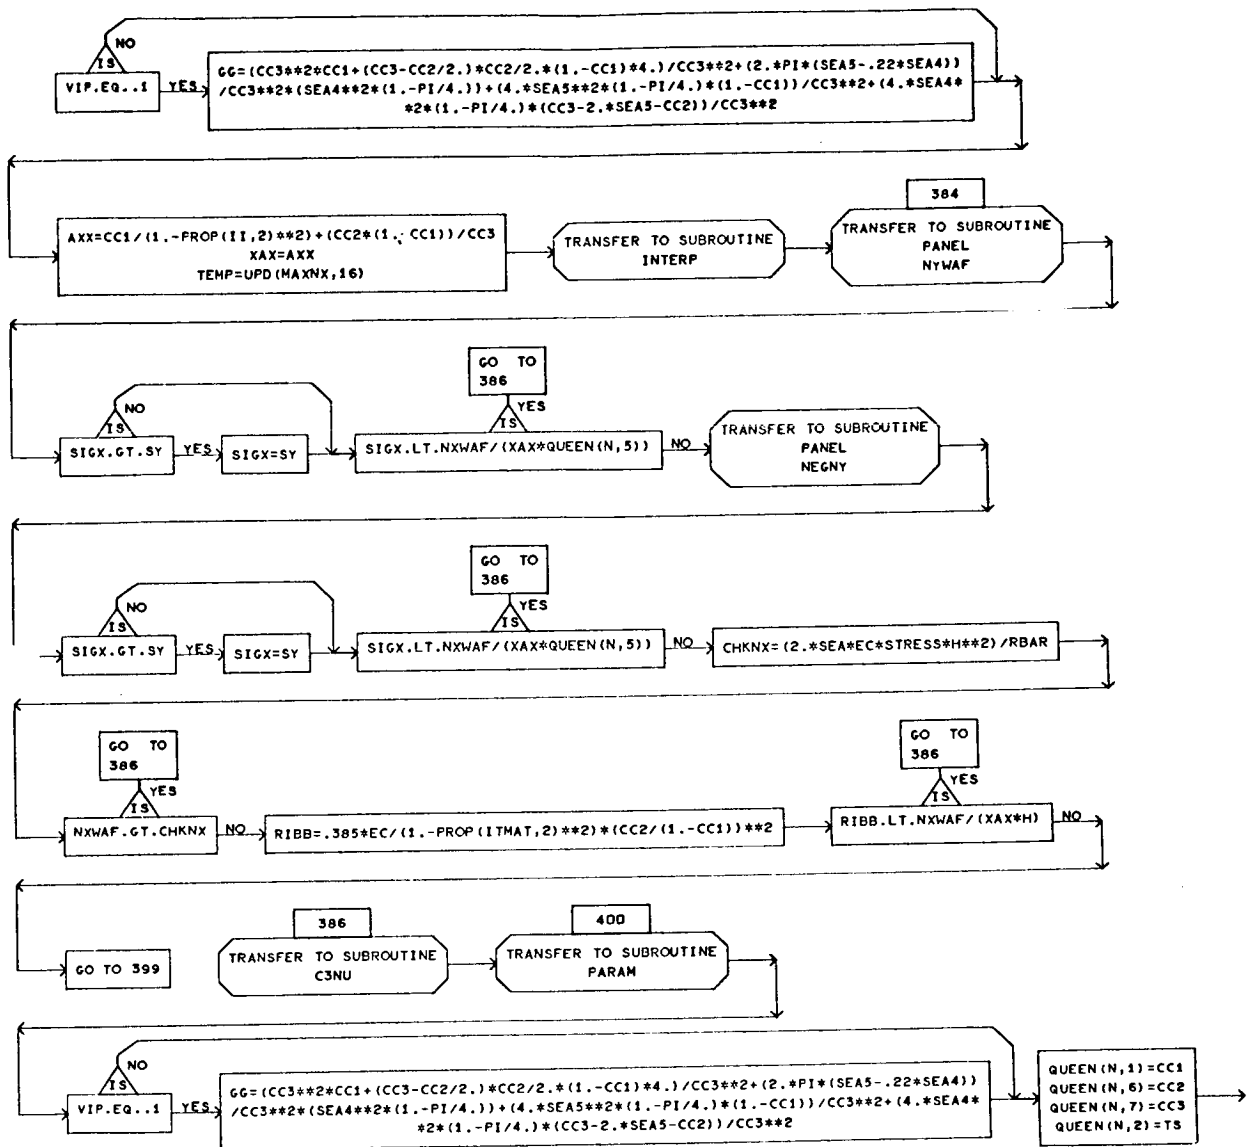 NO
IS
VIP.EQ..1
YES
GG=(CC3**2*CC1+(CC3-CC2/2.)*CC2/2.*(1.-CC1)*4.)/CC3**2+(2.*PI*(SEA5-.22*SEA4))
/CC3**2*(SEA4**2*(1.-PI/4.))+(4.*SEA5**2*(1.-PI/4.)*(1.-CC1))/CC3**2+(4.*SEA4*
*2*(1.-PI/4.)*(CC3-2.*SEA5-CC2))/CC3**2
AXX=CC1/(1.-PROP(II,2)**2)+(CC2*(1.-CC1))/CC3
XAX=AXX
TEMP=UPD(MAXNX,16)
TRANSFER TO SUBROUTINE
INTERP
384
TRANSFER TO SUBROUTINE
PANEL
NYWAF
NO
IS
SIGX.GT.SY
YES
SIGX=SY
GO TO
386
YES
IS
SIGX.LT.NXWAF/(XAX*QUEEN(N,5))
NO
TRANSFER TO SUBROUTINE
PANEL
NEGNY
NO
IS
SIGX.GT.SY
YES
SIGX=SY
GO TO
386
YES
IS
SIGX.LT.NXWAF/(XAX*QUEEN(N,5))
NO
CHKNX=(2.*SEA*EC*STRESS*H**2)/RBAR
GO TO
386
YES
IS
NXWAF.GT.CHKNX
NO
RIBB=.385*EC/(1.-PROP(ITMAT,2)**2)*(CC2/(1.-CC1))**2
GO TO
386
YES
IS
RIBB.LT.NXWAF/(XAX*H)
NO
GO TO 399
386
TRANSFER TO SUBROUTINE
C3NU
400
TRANSFER TO SUBROUTINE
PARAM
NO
IS
VIP.EQ..1
YES
GG=(CC3**2*CC1+(CC3-CC2/2.)*CC2/2.*(1.-CC1)*4.)/CC3**2+(2.*PI*(SEA5-.22*SEA4))
/CC3**2*(SEA4**2*(1.-PI/4.))+(4.*SEA5**2*(1.-PI/4.)*(1.-CC1))/CC3**2+(4.*SEA4*
*2*(1.-PI/4.)*(CC3-2.*SEA5-CC2))/CC3**2
QUEEN(N,1)=CC1
QUEEN(N,6)=CC2
QUEEN(N,7)=CC3
QUEEN(N,2)=TS